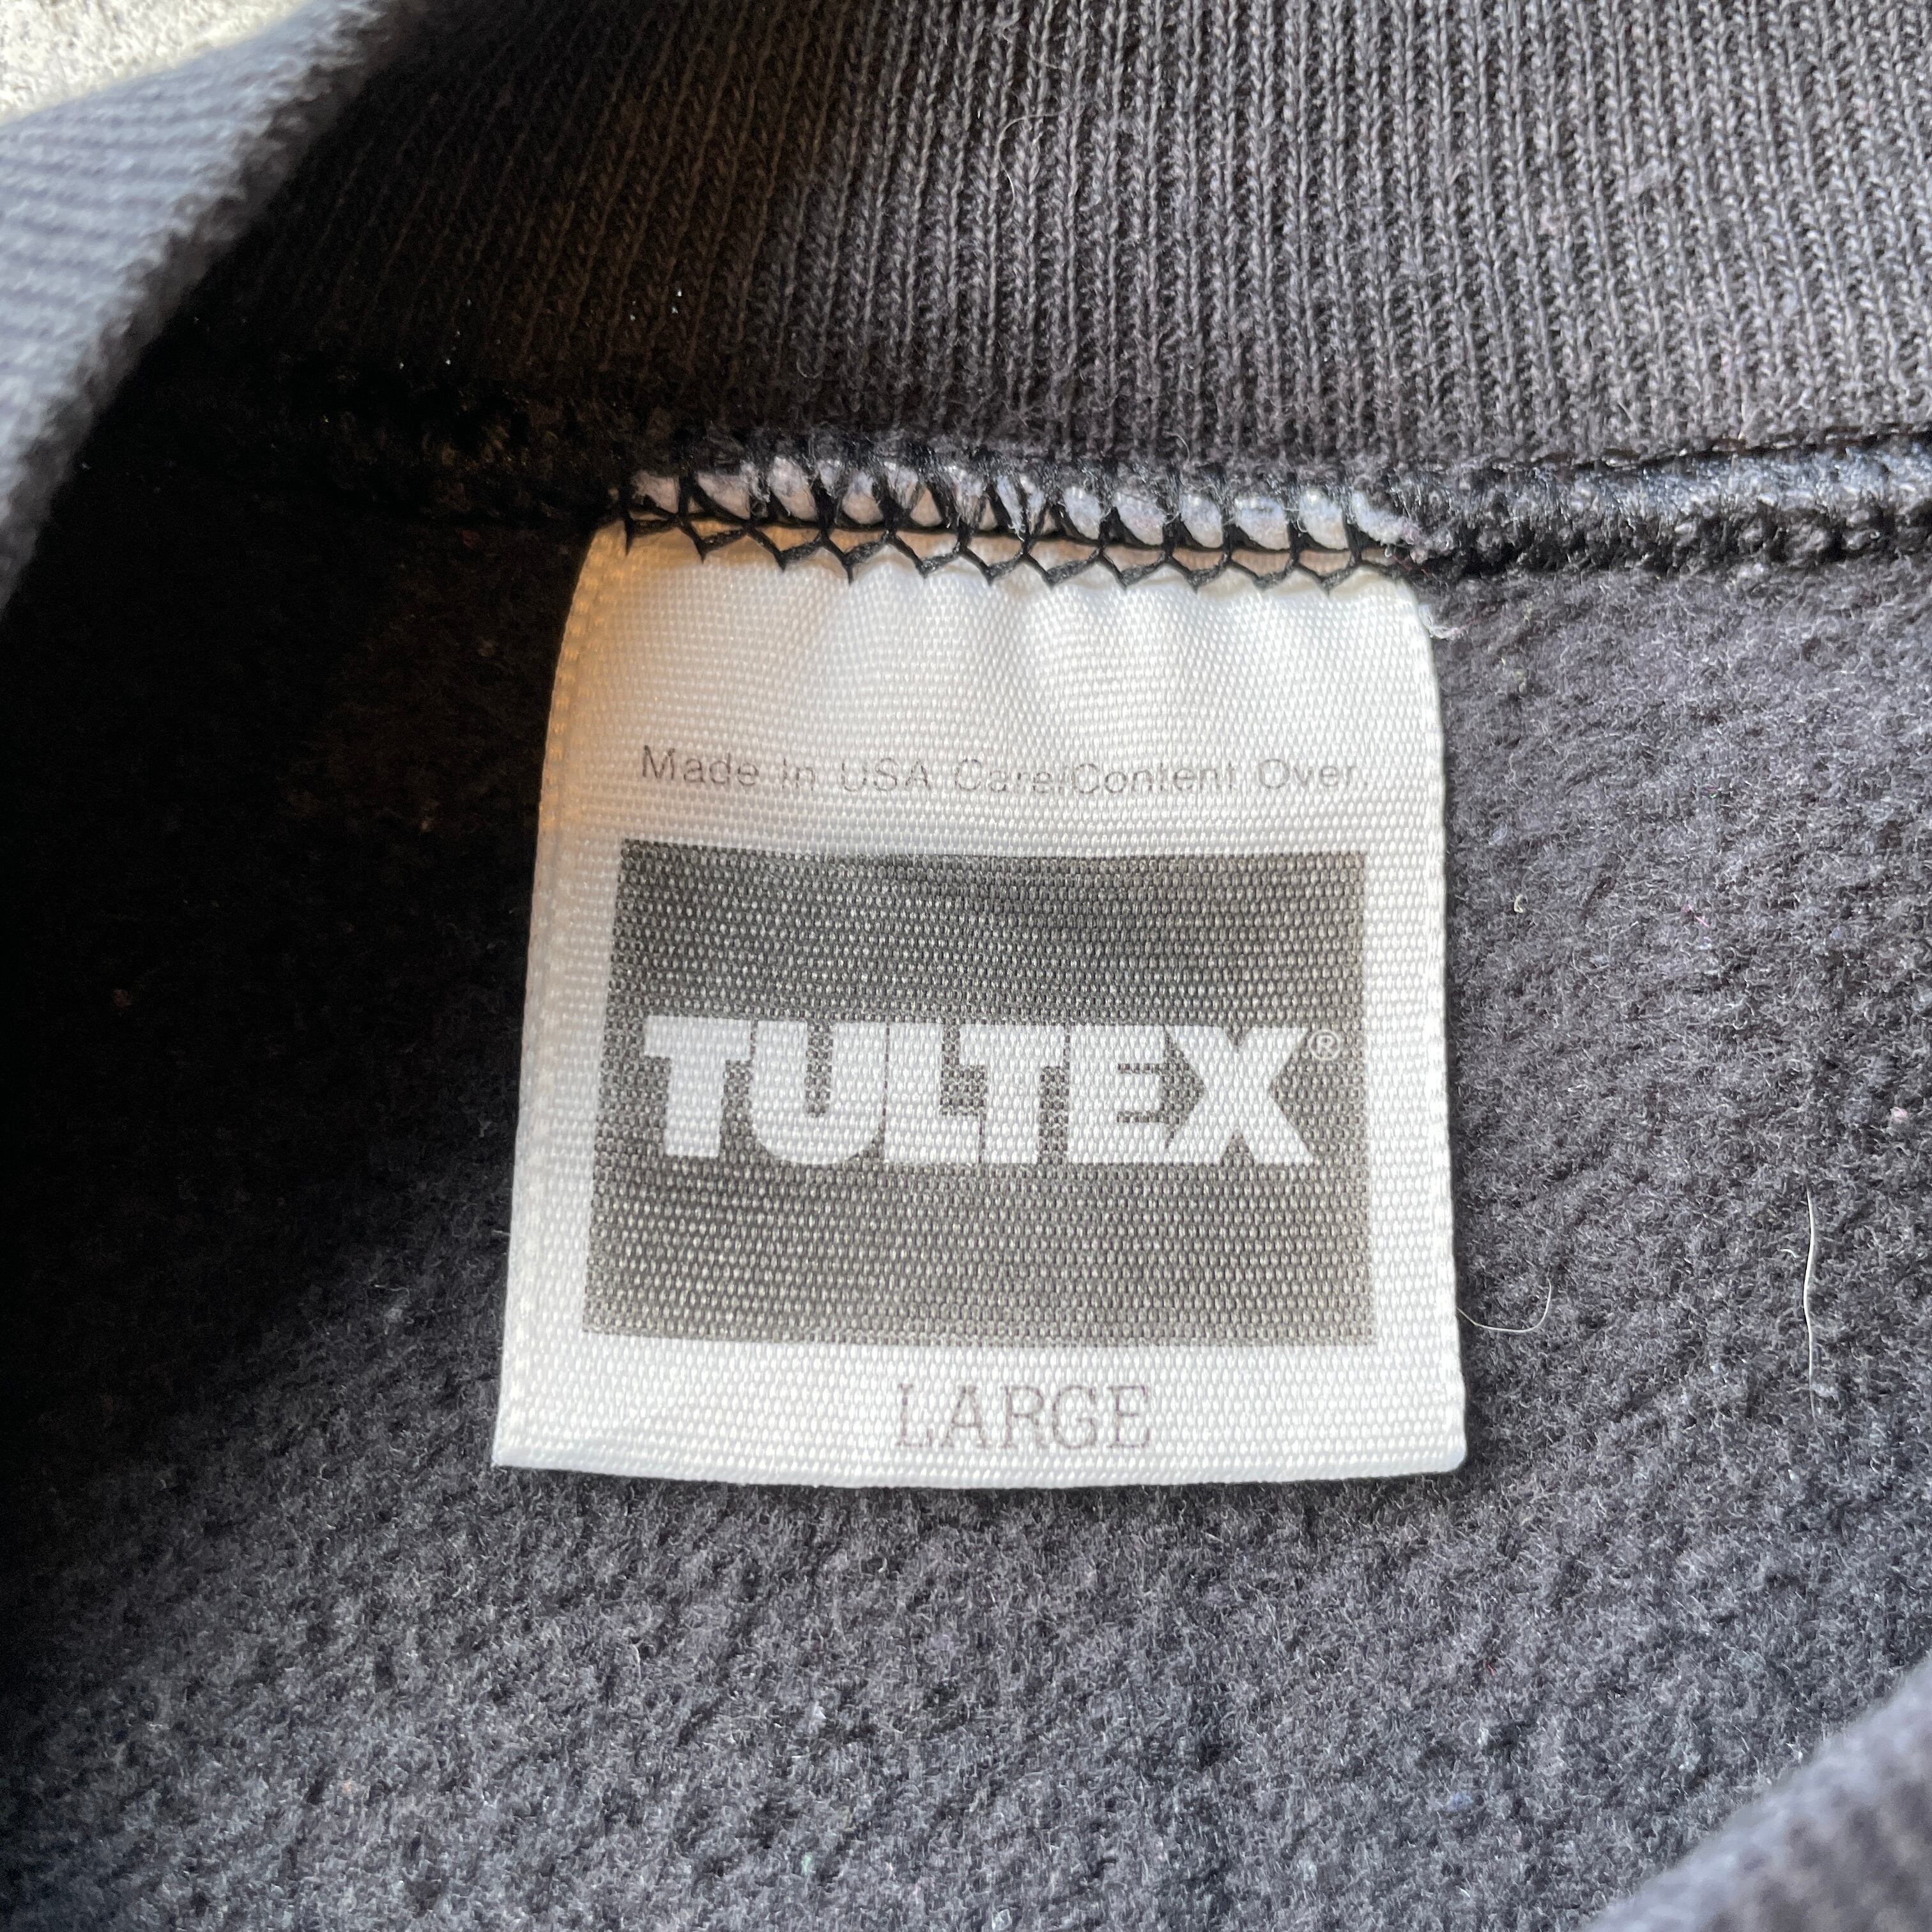 Made in USA Care/Content Over..
TULTEX®
LARGE